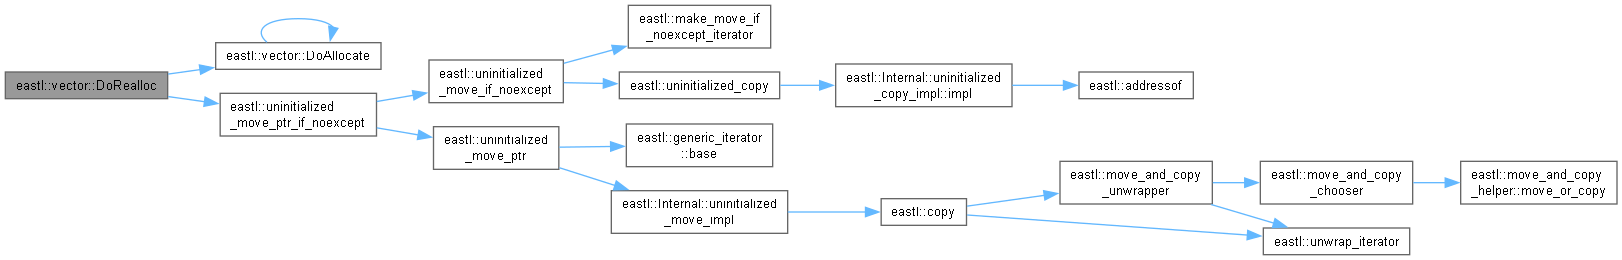 eastl::vector::DoRealloc
eastl::vector::DoAllocate
eastl::uninitialized
_move_ptr_if_noexcept
eastl::uninitialized
_move_if_noexcept
eastl::make_move_if
_noexcept_iterator
eastl::uninitialized_copy
eastl::Internal::uninitialized
_copy_impl::impl
eastl::addressof
eastl::uninitialized
_move_ptr
eastl::generic_iterator
::base
eastl::Internal::uninitialized
_move_impl
eastl::copy
eastl::move_and_copy
_unwrapper
eastl::move_and_copy
_chooser
eastl::move_and_copy
_helper::move_or_copy
eastl::unwrap_iterator